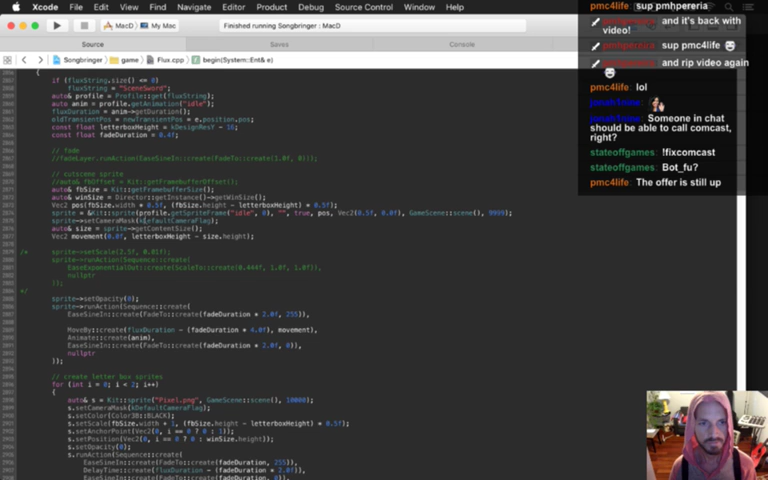 Xcode File Edit View Find Navigate Editor Product Debug Source Control Window Help
MacD My Mac
Finished running Songbringer : MacD
Source
Saves
Console
Songbringer game Flux.cpp begin(System::Ent& e)
{
if (fluxString.size() <= 0)
fluxString = "SceneSword";
auto& profile = Profile::get(fluxString);
auto anim = profile.getAnimation("idle");
fluxDuration = anim->getDuration();
oldTransientPos = newTransientPos = e.position.pos;
const float letterboxHeight = kDesignResY - 16;
const float fadeDuration = 0.4f;
// fade
//fadeLayer.runAction(EaseSineIn::create(FadeTo::create(1.0f, 0)));
// cutscene sprite
//auto& fbOffset = Kit::getFramebufferOffset();
auto& fbSize = Kit::getFramebufferSize();
auto& winSize = Director::getInstance()->getWinSize();
Vec2 pos(fbSize.width * 0.5f, (fbSize.height - letterboxHeight) * 0.5f);
sprite = &Kit::sprite(profile.getSpriteFrame("idle", 0), "", true, pos, Vec2(0.5f, 0.0f), GameScene::scene(), 9999);
sprite->setCameraMask(kDefaultCameraFlag);
auto& size = sprite->getContentSize();
Vec2 movement(0.0f, letterboxHeight - size.height);
/* sprite->setScale(2.5f, 0.01f);
sprite->runAction(Sequence::create(
EaseExponentialOut::create(ScaleTo::create(0.444f, 1.0f, 1.0f)),
nullptr
));
*/
sprite->setOpacity(0);
sprite->runAction(Sequence::create(
EaseSineIn::create(FadeTo::create(fadeDuration * 2.0f, 255)),
MoveBy::create(fluxDuration - (fadeDuration * 4.0f), movement),
Animate::create(anim),
EaseSineIn::create(FadeTo::create(fadeDuration * 2.0f, 0)),
nullptr
));
// create letter box sprites
for (int i = 0; i < 2; i++)
{
auto& s = Kit::sprite("Pixel.png", GameScene::scene(), 10000);
s.setCameraMask(kDefaultCameraFlag);
s.setColor(Color3B::BLACK);
s.setScale(fbSize.width + 1, (fbSize.height - letterboxHeight) * 0.5f);
s.setAnchorPoint(Vec2(0, i == 0 ? 0 : 1));
s.setPosition(Vec2(0, i == 0 ? 0 : winSize.height));
s.setOpacity(0);
s.runAction(Sequence::create(
EaseSineIn::create(FadeTo::create(fadeDuration, 255)),
DelayTime::create(fluxDuration - (fadeDuration * 2.0f)),
EaseSineIn::create(FadeTo::create(fadeDuration, 0)),
pmc4life: sup pmhpereria
and it's back with
video!
sup pmc4life
and rip video again
pmc4life: lol
Someone in chat
should be able to call comcast,
right?
stateoffgames: !fixcomcast
stateoffgames: Bot_fu?
pmc4life: The offer is still up